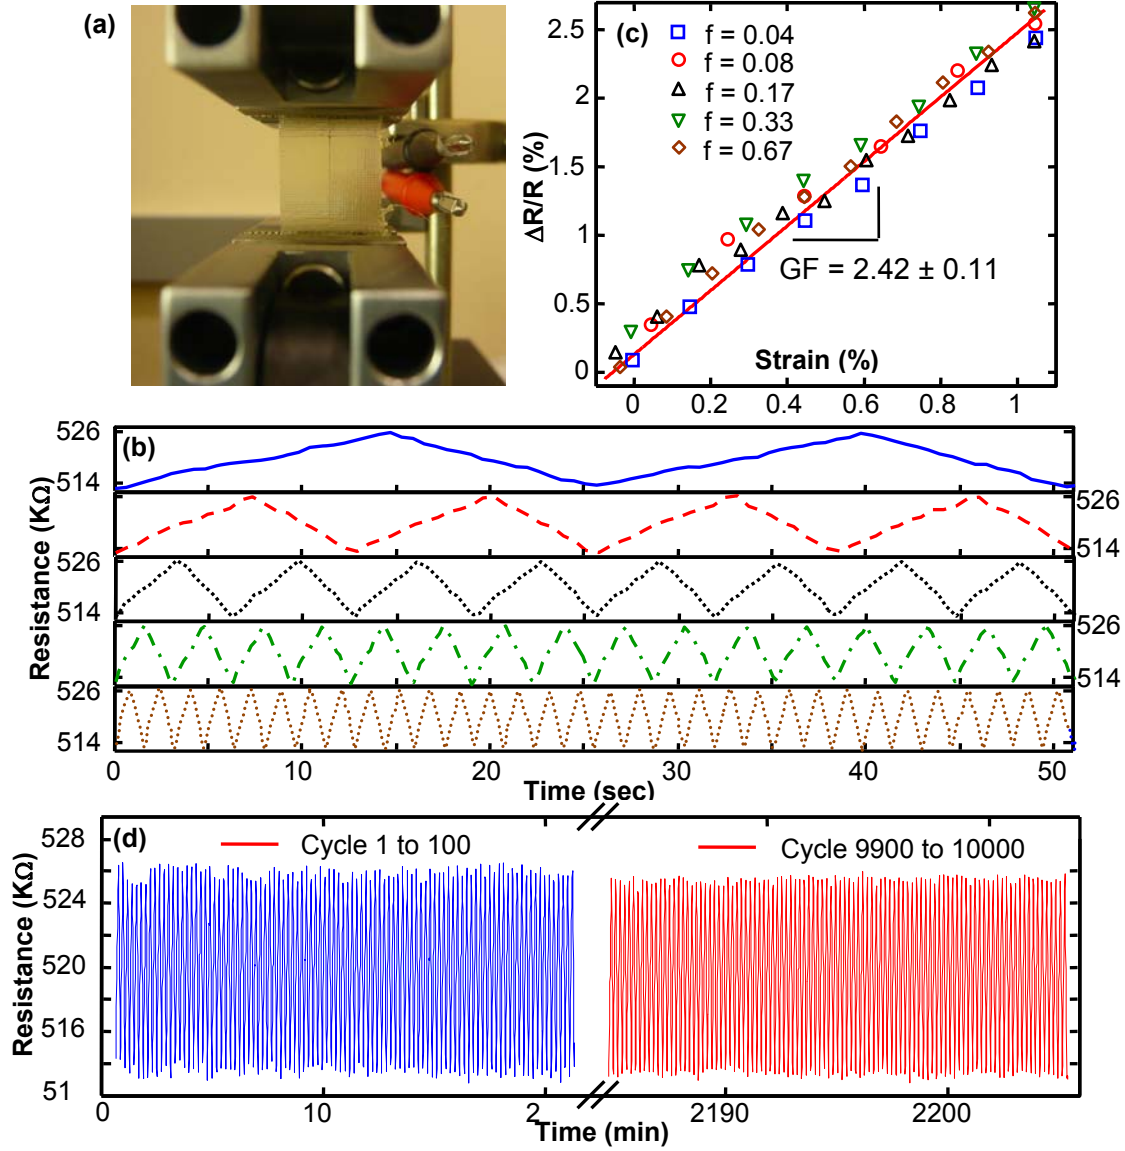 (a)
(c)
f = 0.04
f = 0.08
f = 0.17
f = 0.33
f = 0.67
GF = 2.42 ± 0.11
ΔR/R (%)
2.5
2
1.5
1
0.5
0
Strain (%)
0 0.2 0.4 0.6 0.8 1
(b)
Resistance (KΩ)
526
514
526
514
526
514
526
514
526
514
0 10 20 30 40 50
Time (sec)
(d)
Cycle 1 to 100
Cycle 9900 to 10000
Resistance (KΩ)
528
524
520
516
51
0 10 2 2190 2200
Time (min)